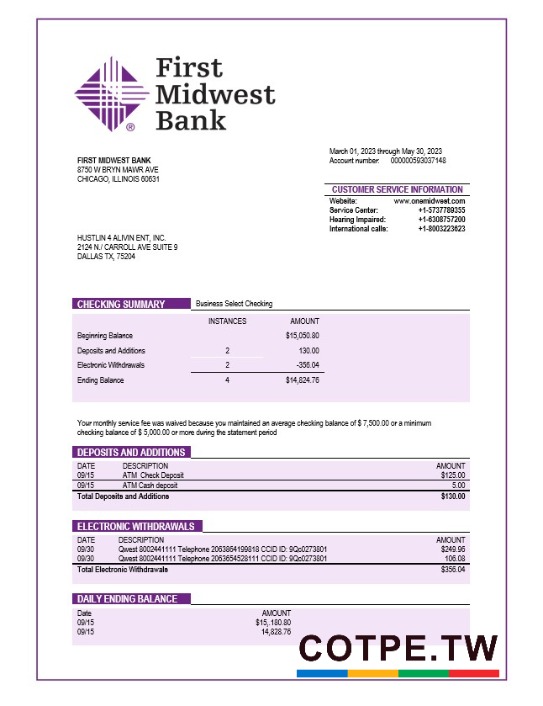 First
Midwest
Bank
®
March 01, 2023 through May 30, 2023
Account number: 000000593037148
FIRST MIDWEST BANK
8750 W BRYN MAWR AVE
CHICAGO, ILLINOIS 60631
CUSTOMER SERVICE INFORMATION
Website: www.onemidwest.com
Service Center: +1-5737789355
Hearing Impaired: +1-6308757200
International calls: +1-8003223623
HUSTLIN 4 ALIVIN ENT, INC.
2124 N./ CARROLL AVE SUITE 9
DALLAS TX, 75204
CHECKING SUMMARY Business Select Checking
INSTANCES AMOUNT
Beginning Balance $15,050.80
Deposits and Additions 2 130.00
Electronic Withdrawals 2 -356.04
Ending Balance 4 $14,824.76
Your monthly service fee was waived because you maintained an average checking balance of $ 7,500.00 or a minimum
checking balance of $ 5,000.00 or more during the statement period
DEPOSITS AND ADDITIONS
DATE DESCRIPTION AMOUNT
09/15 ATM Check Deposit $125.00
09/15 ATM Cash deposit 5.00
Total Deposits and Additions $130.00
ELECTRONIC WITHDRAWALS
DATE DESCRIPTION AMOUNT
09/30 Qwest 8002441111 Telephone 2063864199818 CCID ID: 9Qo0273801 $249.96
09/30 Qwest 8002441111 Telephone 2063654528111 CCID ID: 9Qo0273801 106.08
Total Electronic Withdrawals $356.04
DAILY ENDING BALANCE
Date AMOUNT
09/15 $15,.180.80
09/15 14,828.76
COTPE.TW